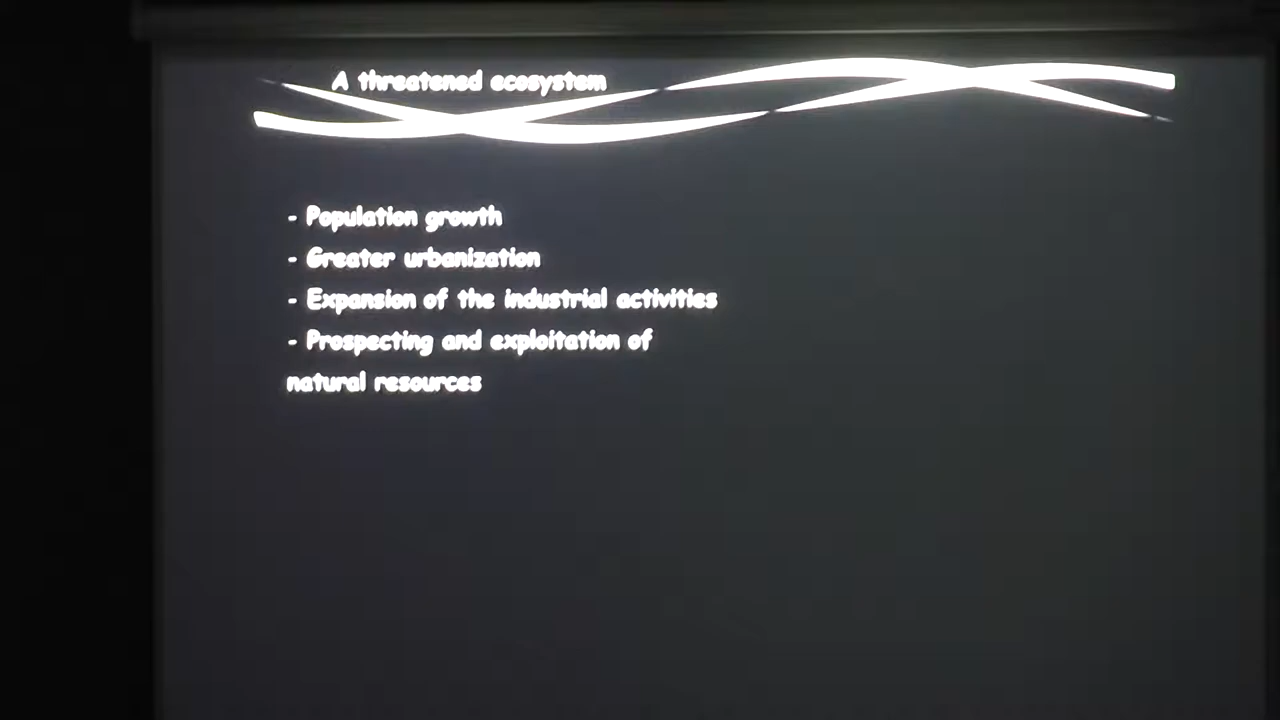 A threatened ecosystem
- Population growth
- Greater urbanization
- Expansion of the industrial activities
- Prospecting and exploitation of
natural resources